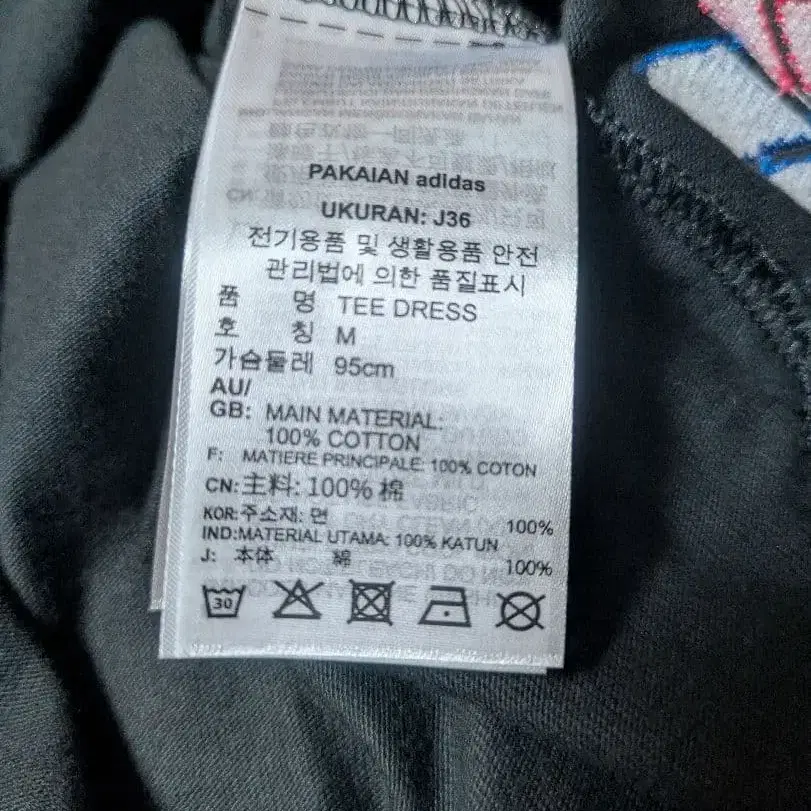 PAKAIAN adidas
UKURAN: J36
전기용품 및 생활용품 안전
관리법에 의한 품질표시
품 명 TEE DRESS
호 칭 M
가슴둘레 95cm
AU/
GB: MAIN MATERIAL:
100% COTTON
F: MATIERE PRINCIPALE: 100% COTON
CN: 主料: 100% 棉
KOR: 주소재: 면 100%
IND: MATERIAL UTAMA: 100% KATUN
J: 本体 綿 100%
30